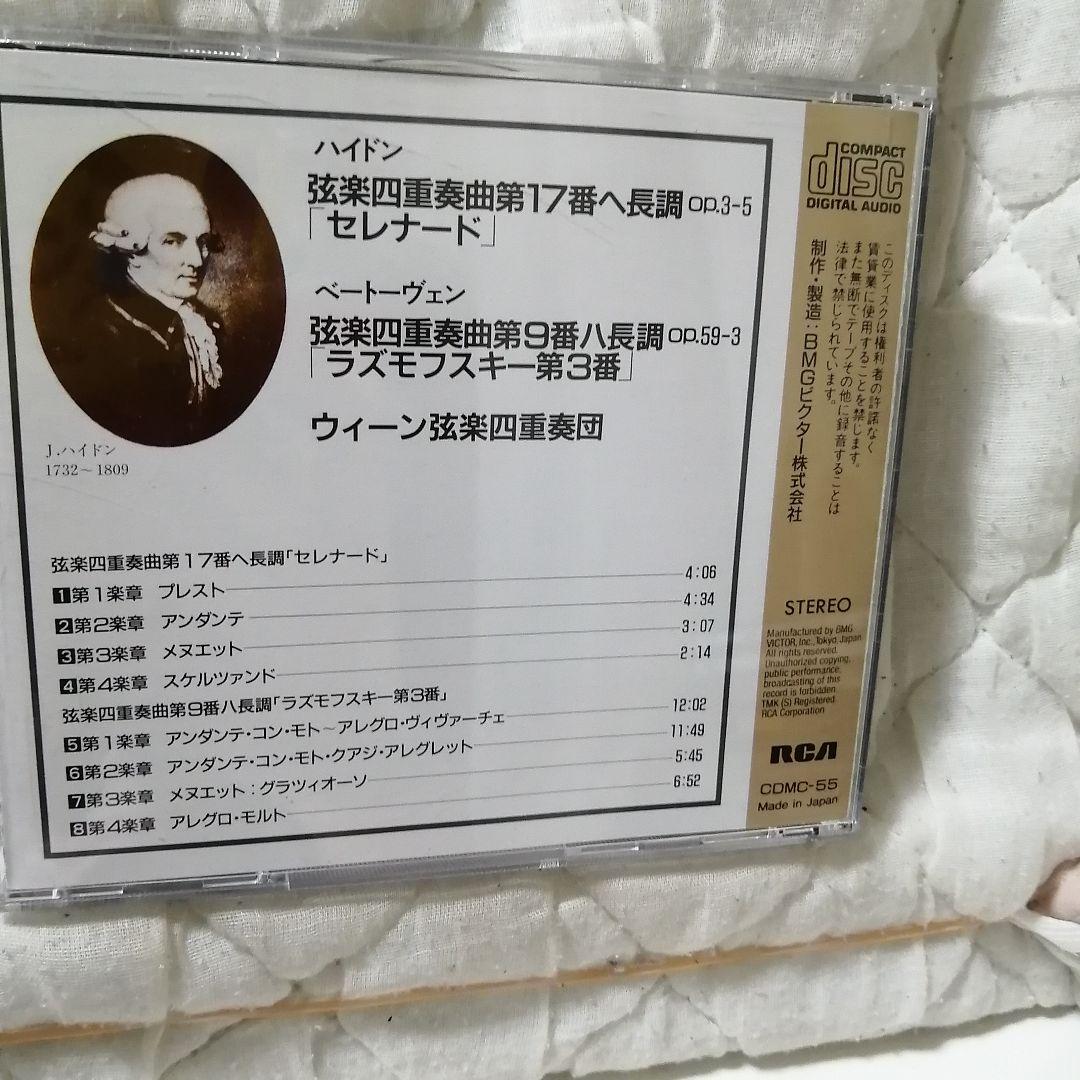 ハイドン
弦楽四重奏曲第17番ヘ長調 op.3-5
「セレナード」
ベートーヴェン
弦楽四重奏曲第9番ハ長調 op.59-3
「ラズモフスキー第3番」
ウィーン弦楽四重奏団
J.ハイドン
1732~1809
弦楽四重奏曲第17番ヘ長調「セレナード」
1 第1楽章 プレスト 4:06
2 第2楽章 アンダンテ 4:34
3 第3楽章 メヌエット 3:07
4 第4楽章 スケルツァンド 2:14
弦楽四重奏曲第9番ハ長調「ラズモフスキー第3番」
5 第1楽章 アンダンテ・コン・モト~アレグロ・ヴィヴァーチェ 12:02
6 第2楽章 アンダンテ・コン・モト・クアジ・アレグレット 11:49
7 第3楽章 メヌエット:グラツィオーソ 5:45
8 第4楽章 アレグロ・モルト 6:52
COMPACT
disc
DIGITAL AUDIO
このディスクは権利者の許諾なく
賃貸業に使用することを禁じます。
また無断でテープその他に録音することは
法律で禁じられています。
制作・製造:BMGビクター株式会社
STEREO
Manufactured by BMG
VICTOR, Inc., Tokyo, Japan
All rights reserved.
Unauthorized copying,
public performance,
broadcasting of this
record is forbidden.
TMK (S) Registered.
RCA Corporation
RCA
CDMC-55
Made in Japan